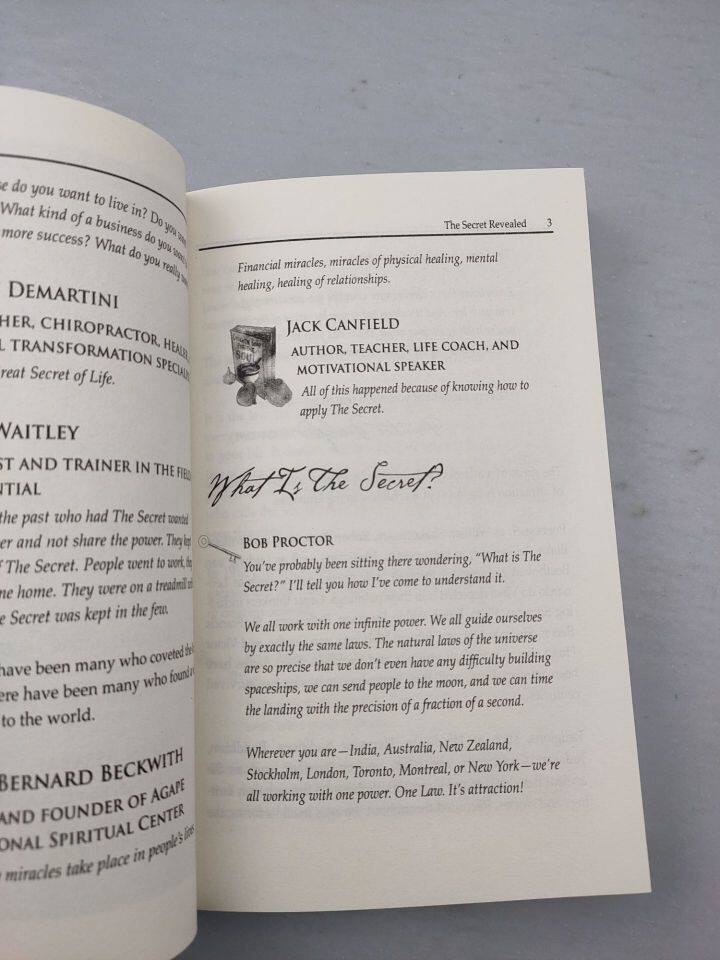 se do you want to live in? Do you
What kind of a business do you
more success? What do you really
DEMARTINI
HER, CHIROPRACTOR, HEALER,
L TRANSFORMATION SPECIALIST
reat Secret of Life.
WAITLEY
ST AND TRAINER IN THE FIELD
NTIAL
the past who had The Secret wanted
er and not share the power. They kept
f The Secret. People went to work, they
me home. They were on a treadmill
e Secret was kept in the few.
have been many who coveted the
ere have been many who found
to the world.
BERNARD BECKWITH
AND FOUNDER OF AGAPE
ONAL SPIRITUAL CENTER
miracles take place in people's lives
The Secret Revealed 3
Financial miracles, miracles of physical healing, mental
healing, healing of relationships.
SOUL
JACK CANFIELD
AUTHOR, TEACHER, LIFE COACH, AND
MOTIVATIONAL SPEAKER
All of this happened because of knowing how to
apply The Secret.
What Is The Secret?
BOB PROCTOR
You've probably been sitting there wondering, "What is The
Secret?" I'll tell you how I've come to understand it.
We all work with one infinite power. We all guide ourselves
by exactly the same laws. The natural laws of the universe
are so precise that we don't even have any difficulty building
spaceships, we can send people to the moon, and we can time
the landing with the precision of a fraction of a second.
Wherever you are—India, Australia, New Zealand,
Stockholm, London, Toronto, Montreal, or New York—we're
all working with one power. One Law. It's attraction!